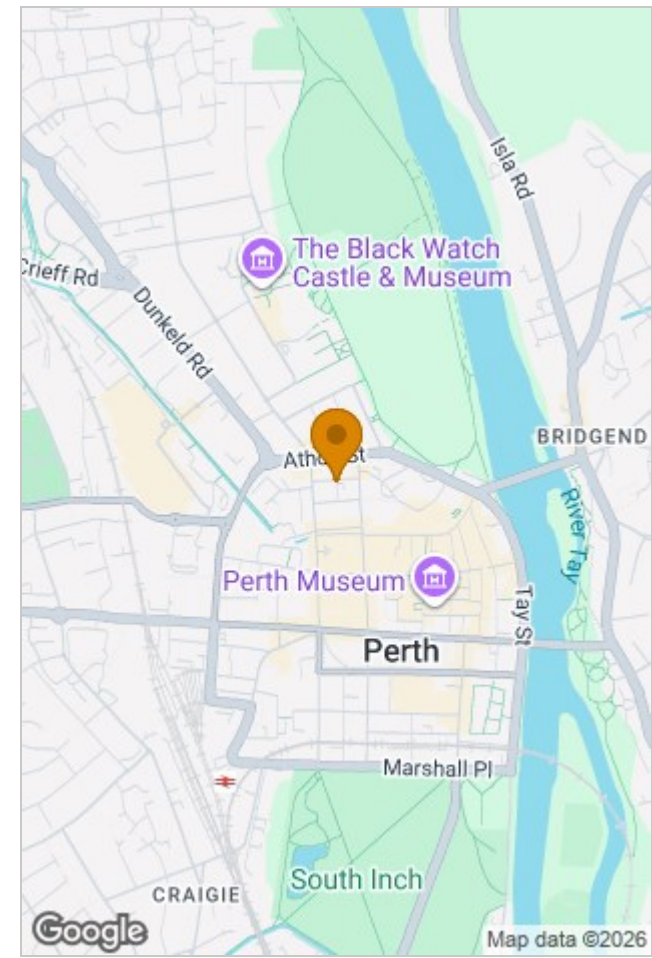 Isla Rd
The Black Watch
Castle & Museum
Crieff Rd
Dunkeld Rd
BRIDGEND
River Tay
Perth Museum
Tay St
Perth
Marshall Pl
South Inch
CRAIGIE
Google
Map data ©2026